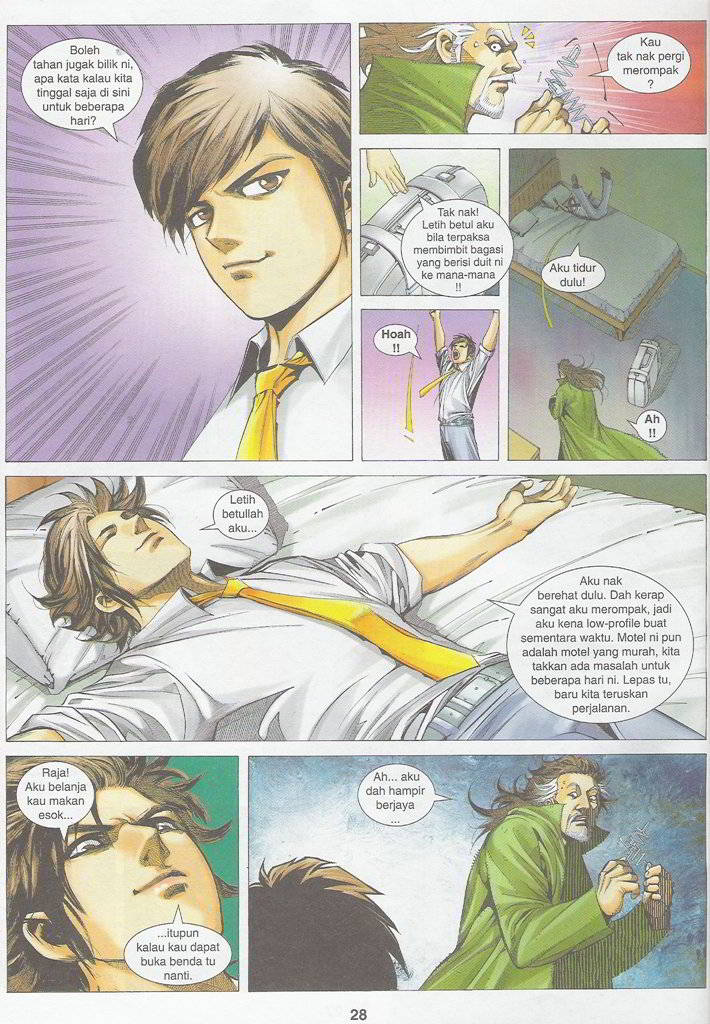 Boleh
tahan jugak bilik ni,
apa kata kalau kita
tinggal saja di sini
untuk beberapa
hari?
Kau
tak nak pergi
merompak
?
Tak nak!
Letih betul aku
bila terpaksa
membimbit bagasi
yang berisi duit ni
ke mana-mana
!!
Hoah
!!
Aku tidur
dulu!
Ah
!!
Letih
betullah
aku...
Aku nak
berehat dulu. Dah kerap
sangat aku merompak, jadi
aku kena low-profile buat
sementara waktu. Motel ni pun
adalah motel yang murah, kita
takkan ada masalah untuk
beberapa hari ni. Lepas tu,
baru kita teruskan
perjalanan.
Raja!
Aku belanja
kau makan
esok...
...itupun
kalau kau dapat
buka benda tu
nanti.
Ah... aku
dah hampir
berjaya
...
28